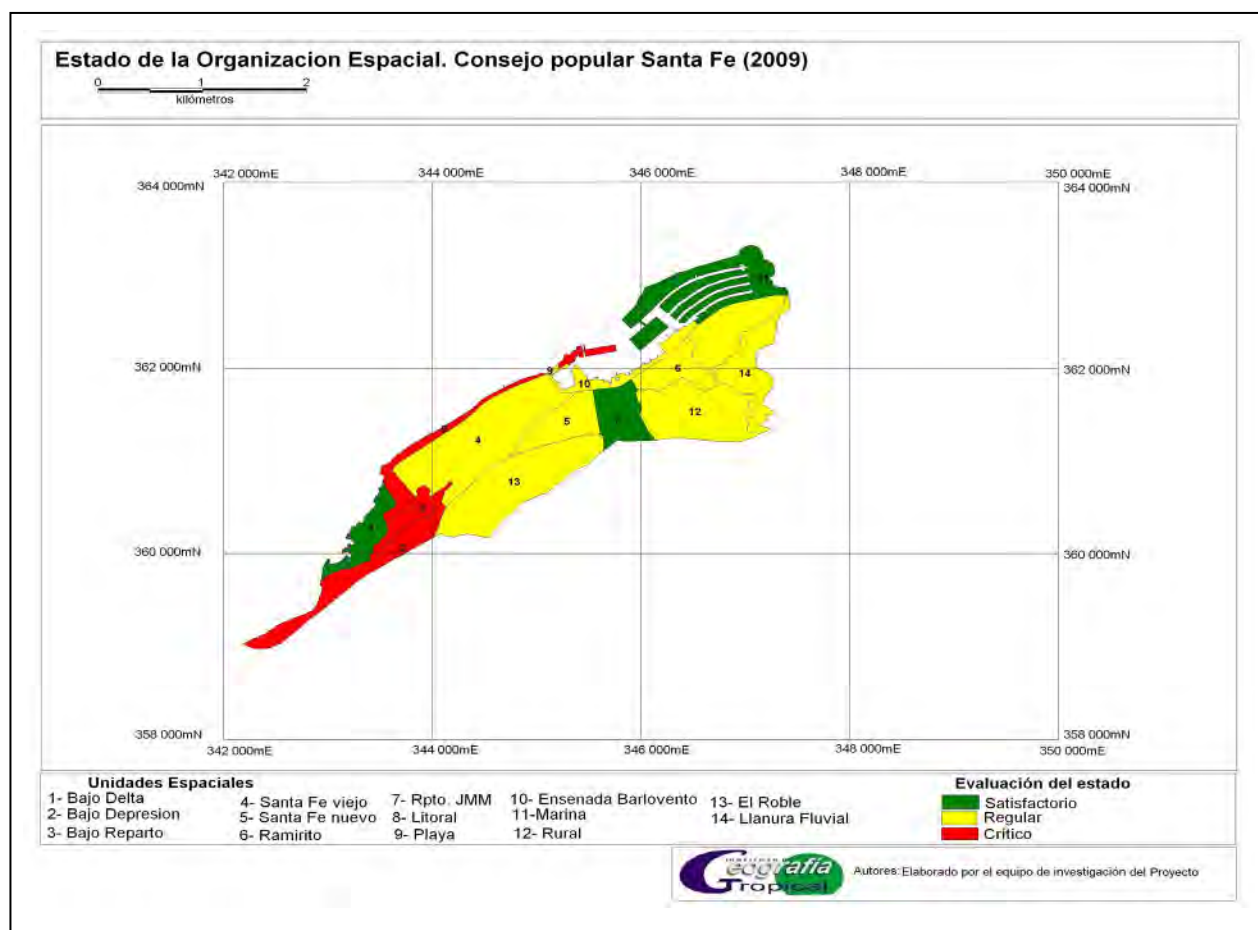 Estado de la Organizacion Espacial. Consejo popular Santa Fe (2009)
0 1 2
kilómetros
342 000mE 344 000mE 346 000mE 348 000mE 350 000mE
364 000mN 364 000mN
11
362 000mN 9 6 14 362 000mN
10
12
5
8 4
13
360 000mN 360 000mN
358 000mN 358 000mN
342 000mE 344 000mE 346 000mE 348 000mE 350 000mE
Unidades Espaciales
1- Bajo Delta
2- Bajo Depresion
3- Bajo Reparto
4- Santa Fe viejo
5- Santa Fe nuevo
6- Ramirito
7- Rpto. JMM
8- Litoral
9- Playa
10- Ensenada Barlovento
11-Marina
12- Rural
13- El Roble
14- Llanura Fluvial
Evaluación del estado
Satisfactorio
Regular
Crítico
INSTITUTO DE
Geografía
Tropical
Autores: Elaborado por el equipo de investigación del Proyecto